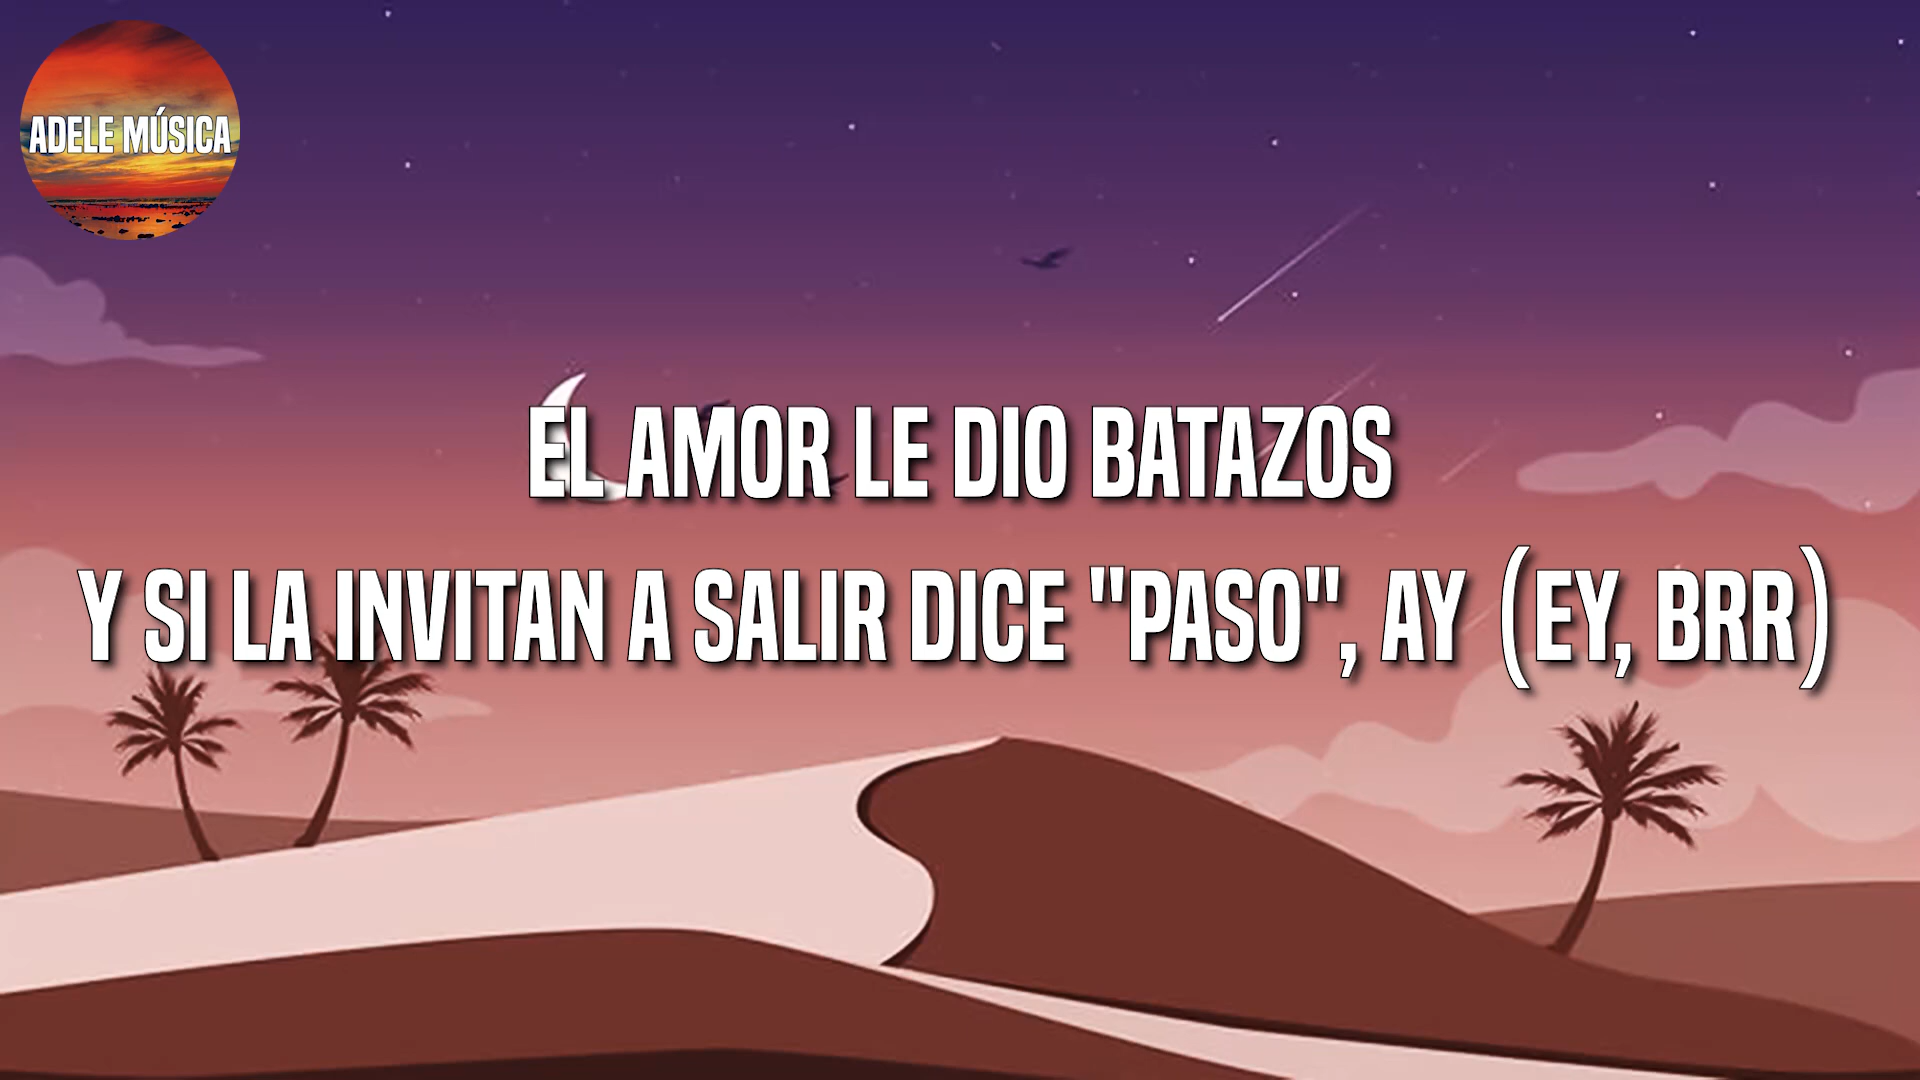 ADELE MÚSICA
EL AMOR LE DIO BATAZOS
Y SI LA INVITAN A SALIR DICE "PASO", AY (EY, BRR)